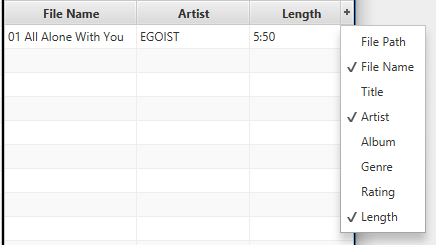 File Name Artist Length +
01 All Alone With You EGOIST 5:50
File Path
✓ File Name
Title
✓ Artist
Album
Genre
Rating
✓ Length